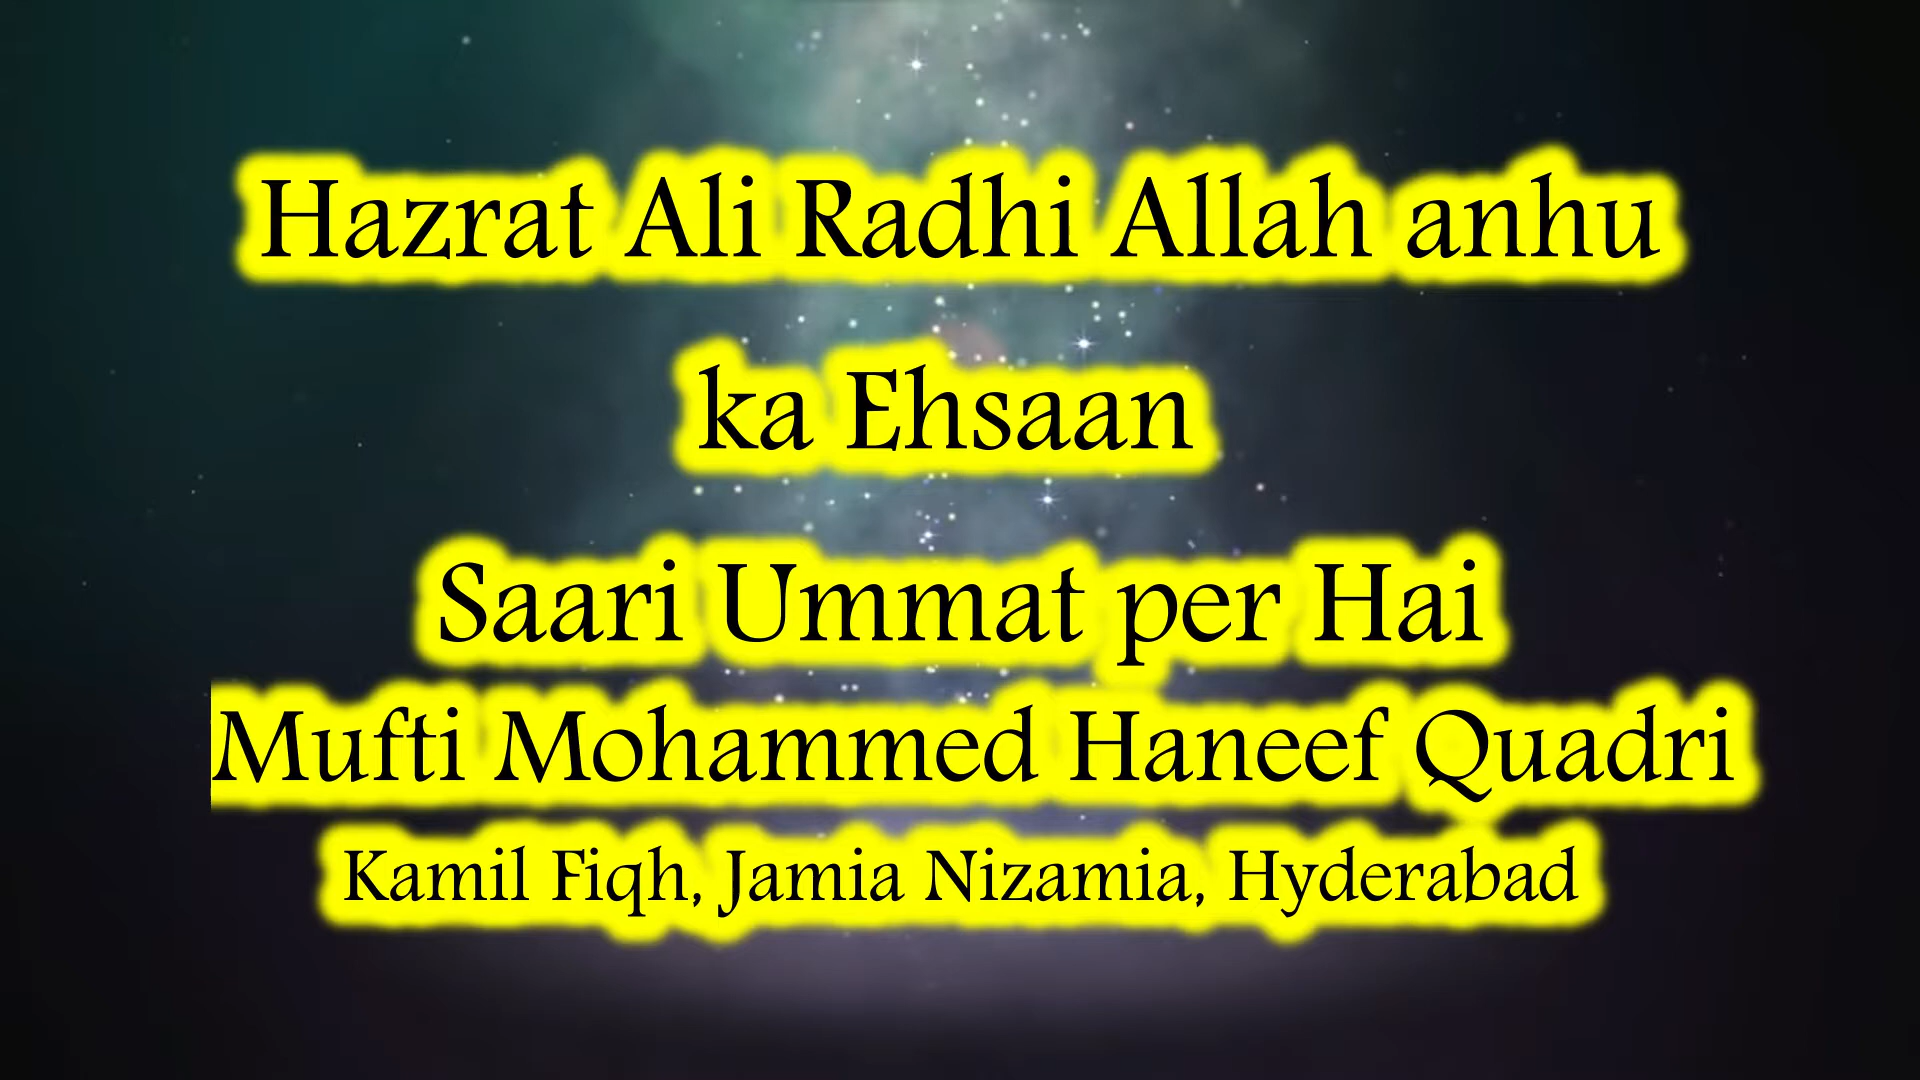 Hazrat Ali Radhi Allah anhu
ka Ehsaan
Saari Ummat per Hai
Mufti Mohammed Haneef Quadri
Kamil Fiqh, Jamia Nizamia, Hyderabad